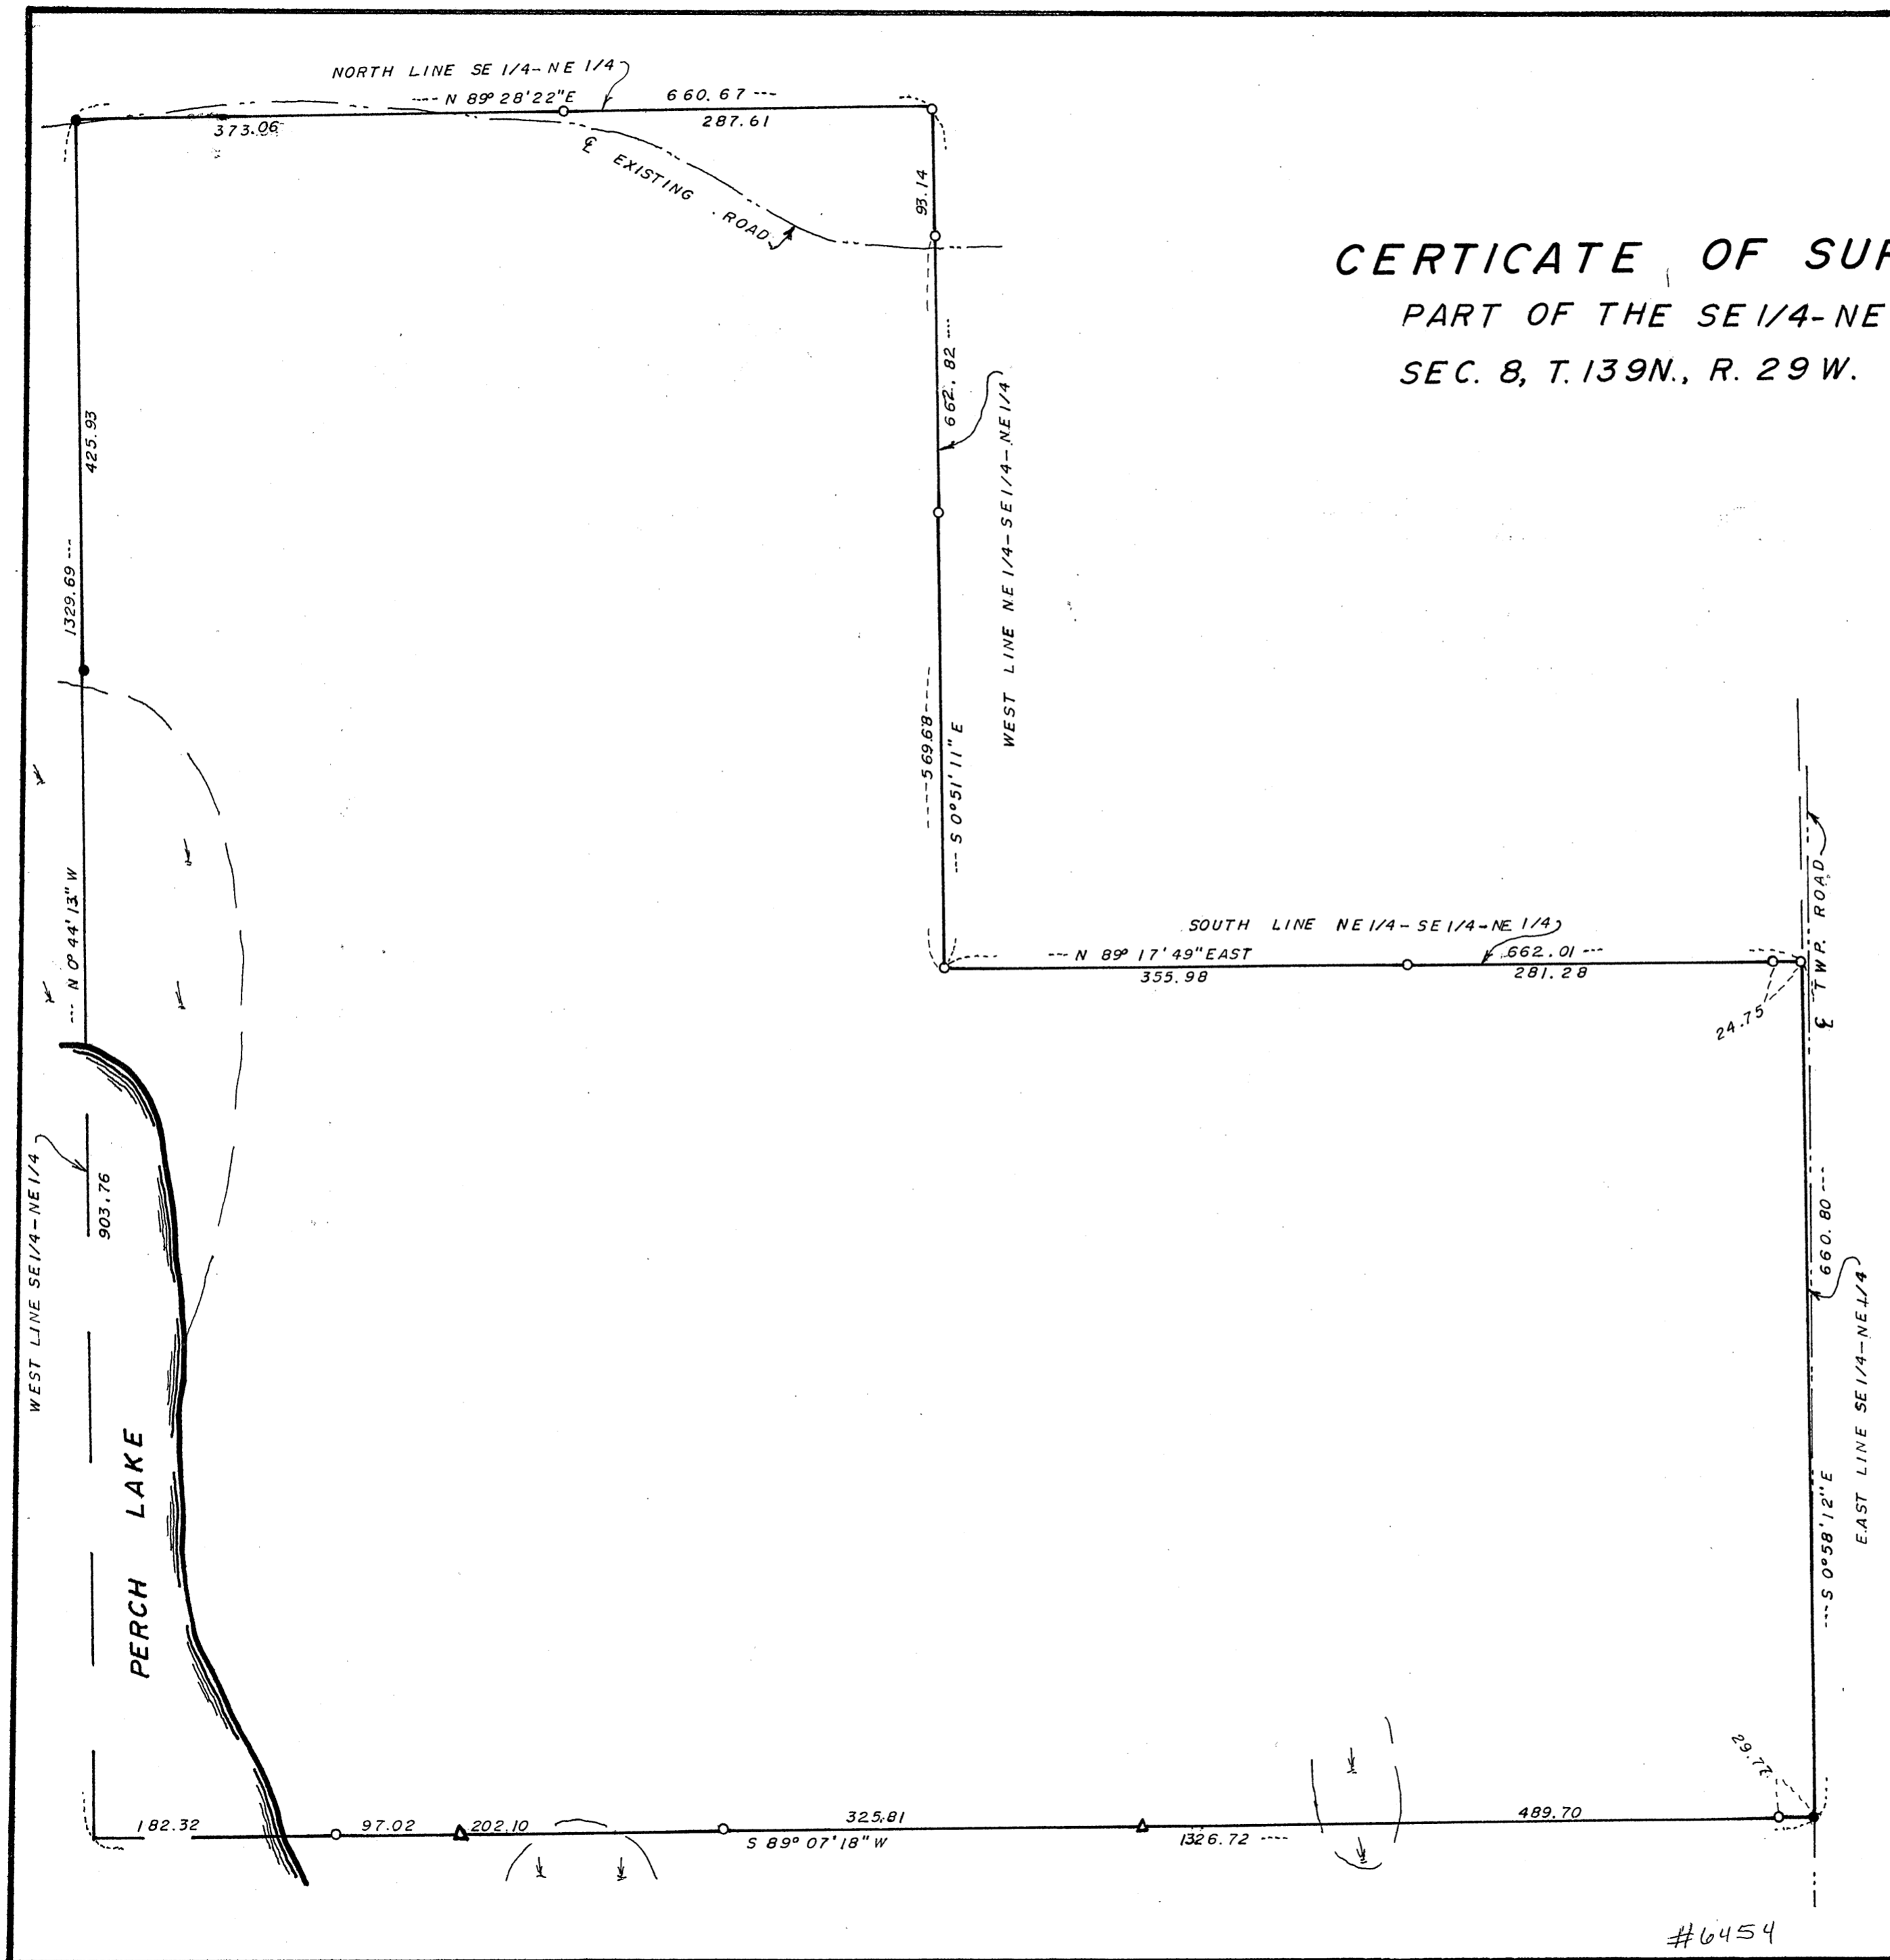 NORTH LINE SE 1/4-NE 1/4
--- N 89° 28'22"E 660.67 ---
373.06 287.61
℄ EXISTING ROAD
93.14
CERTICATE OF SUR
PART OF THE SE 1/4-NE
SEC. 8, T. 139N., R. 29 W.
662.82 ---
WEST LINE NE 1/4-SE 1/4-NE 1/4
425.93
1329.69 ---
--- N 0° 44' 13" W
569.68
--- S 0° 51' 11" E
SOUTH LINE NE 1/4-SE 1/4-NE 1/4
--- N 89° 17' 49" EAST 662.01 ---
355.98 281.28
24.75
℄ TWP. ROAD
WEST LINE SE 1/4-NE 1/4
903.76
PERCH LAKE
660.80 ---
--- S 0° 58' 12" E
EAST LINE SE 1/4-NE 1/4
29.77
182.32 97.02 202.10 325.81 489.70
S 89° 07' 18" W 1326.72 ---
#6454